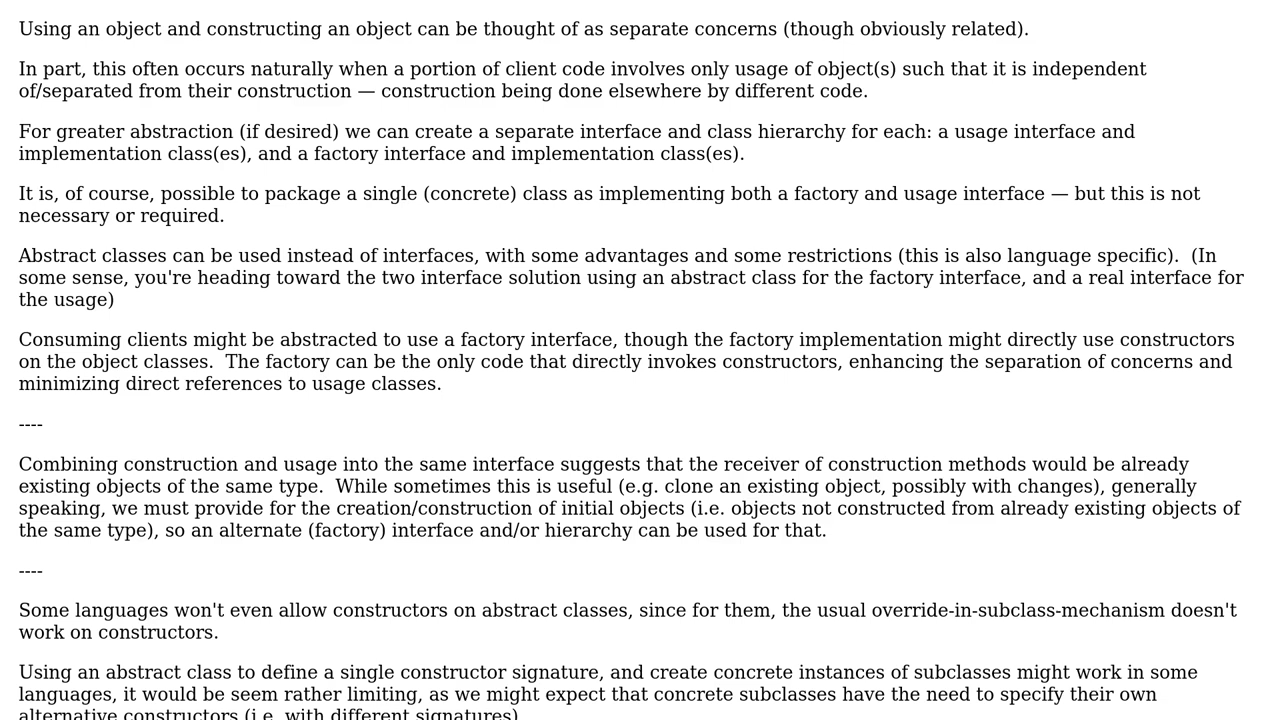 Using an object and constructing an object can be thought of as separate concerns (though obviously related).
In part, this often occurs naturally when a portion of client code involves only usage of object(s) such that it is independent
of/separated from their construction — construction being done elsewhere by different code.
For greater abstraction (if desired) we can create a separate interface and class hierarchy for each: a usage interface and
implementation class(es), and a factory interface and implementation class(es).
It is, of course, possible to package a single (concrete) class as implementing both a factory and usage interface — but this is not
necessary or required.
Abstract classes can be used instead of interfaces, with some advantages and some restrictions (this is also language specific).  (In
some sense, you're heading toward the two interface solution using an abstract class for the factory interface, and a real interface for
the usage)
Consuming clients might be abstracted to use a factory interface, though the factory implementation might directly use constructors
on the object classes.  The factory can be the only code that directly invokes constructors, enhancing the separation of concerns and
minimizing direct references to usage classes.
----
Combining construction and usage into the same interface suggests that the receiver of construction methods would be already
existing objects of the same type.  While sometimes this is useful (e.g. clone an existing object, possibly with changes), generally
speaking, we must provide for the creation/construction of initial objects (i.e. objects not constructed from already existing objects of
the same type), so an alternate (factory) interface and/or hierarchy can be used for that.
----
Some languages won't even allow constructors on abstract classes, since for them, the usual override-in-subclass-mechanism doesn't
work on constructors.
Using an abstract class to define a single constructor signature, and create concrete instances of subclasses might work in some
languages, it would be seem rather limiting, as we might expect that concrete subclasses have the need to specify their own
alternative constructors (i.e. with different signatures)